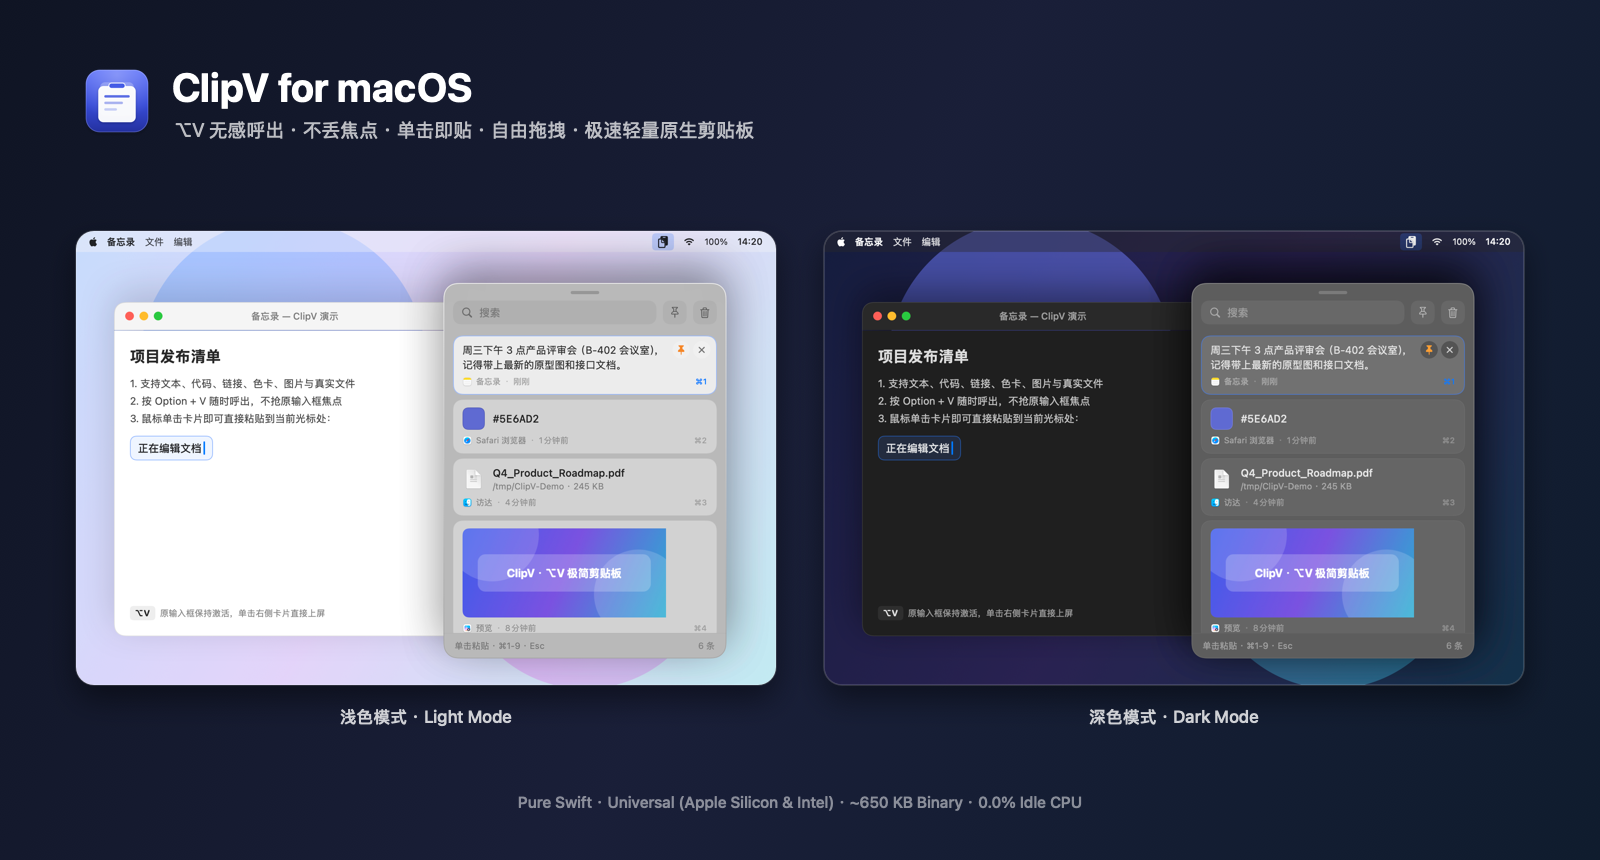 ClipV for macOS
⌥V 无感呼出 · 不丢焦点 · 单击即贴 · 自由拖拽 · 极速轻量原生剪贴板
备忘录 文件 编辑 100% 14:20
备忘录 — ClipV 演示
项目发布清单
1. 支持文本、代码、链接、色卡、图片与真实文件
2. 按 Option + V 随时呼出，不抢原输入框焦点
3. 鼠标单击卡片即可直接粘贴到当前光标处：
正在编辑文档
⌥V 原输入框保持激活，单击右侧卡片直接上屏
搜索
周三下午 3 点产品评审会（B-402 会议室），
记得带上最新的原型图和接口文档。
备忘录 · 刚刚 ⌘1
#5E6AD2
Safari 浏览器 · 1分钟前 ⌘2
Q4_Product_Roadmap.pdf
/tmp/ClipV-Demo · 245 KB
访达 · 4分钟前 ⌘3
ClipV · ⌥V 极简剪贴板
预览 · 8分钟前 ⌘4
单击粘贴 · ⌘1-9 · Esc 6 条
浅色模式 · Light Mode
备忘录 文件 编辑 100% 14:20
备忘录 — ClipV 演示
项目发布清单
1. 支持文本、代码、链接、色卡、图片与真实文件
2. 按 Option + V 随时呼出，不抢原输入框焦点
3. 鼠标单击卡片即可直接粘贴到当前光标处：
正在编辑文档
⌥V 原输入框保持激活，单击右侧卡片直接上屏
搜索
周三下午 3 点产品评审会（B-402 会议室），
记得带上最新的原型图和接口文档。
备忘录 · 刚刚 ⌘1
#5E6AD2
Safari 浏览器 · 1分钟前 ⌘2
Q4_Product_Roadmap.pdf
/tmp/ClipV-Demo · 245 KB
访达 · 4分钟前 ⌘3
ClipV · ⌥V 极简剪贴板
预览 · 8分钟前 ⌘4
单击粘贴 · ⌘1-9 · Esc 6 条
深色模式 · Dark Mode
Pure Swift · Universal (Apple Silicon & Intel) · ~650 KB Binary · 0.0% Idle CPU